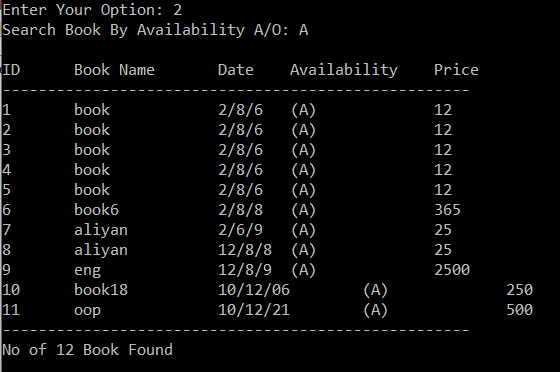 Enter Your Option: 2
Search Book By Availability A/O: A
ID Book Name Date Availability Price
----------------------------------------------------
1 book 2/8/6 (A) 12
2 book 2/8/6 (A) 12
3 book 2/8/6 (A) 12
4 book 2/8/6 (A) 12
5 book 2/8/6 (A) 12
6 book6 2/8/8 (A) 365
7 aliyan 2/6/9 (A) 25
8 aliyan 12/8/8 (A) 25
9 eng 12/8/9 (A) 2500
10 book18 10/12/06 (A) 250
11 oop 10/12/21 (A) 500
----------------------------------------------------
No of 12 Book Found